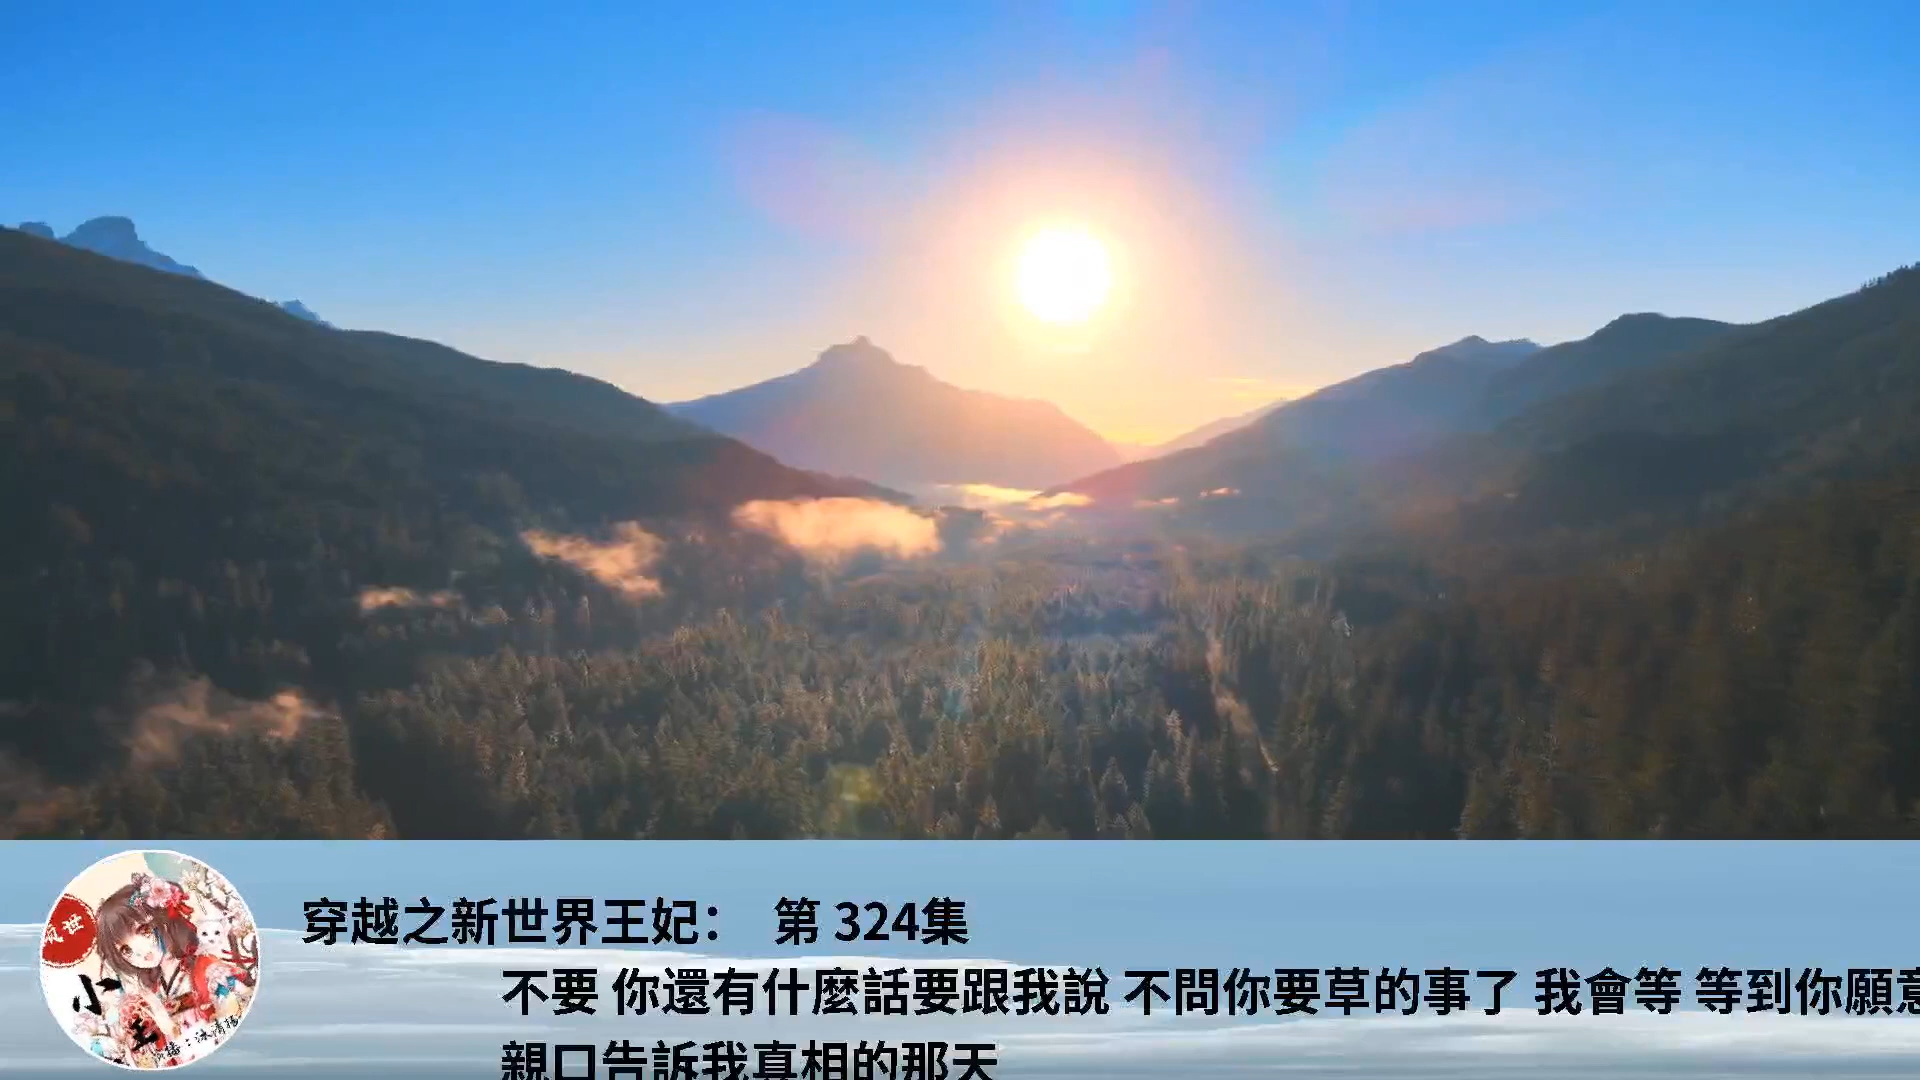 穿越之新世界王妃： 第 324集
不要 你還有什麼話要跟我說 不問你要草的事了 我會等 等到你願意
親口告訴我真相的那天
小